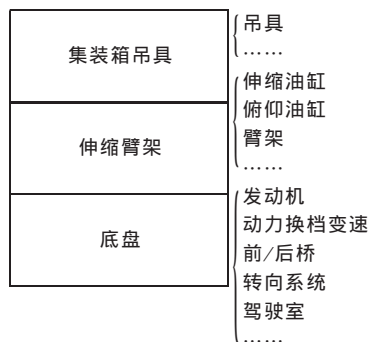 集装箱吊具
吊具
……
伸缩臂架
伸缩油缸
俯仰油缸
臂架
……
底盘
发动机
动力换档变速
前/后桥
转向系统
驾驶室
……